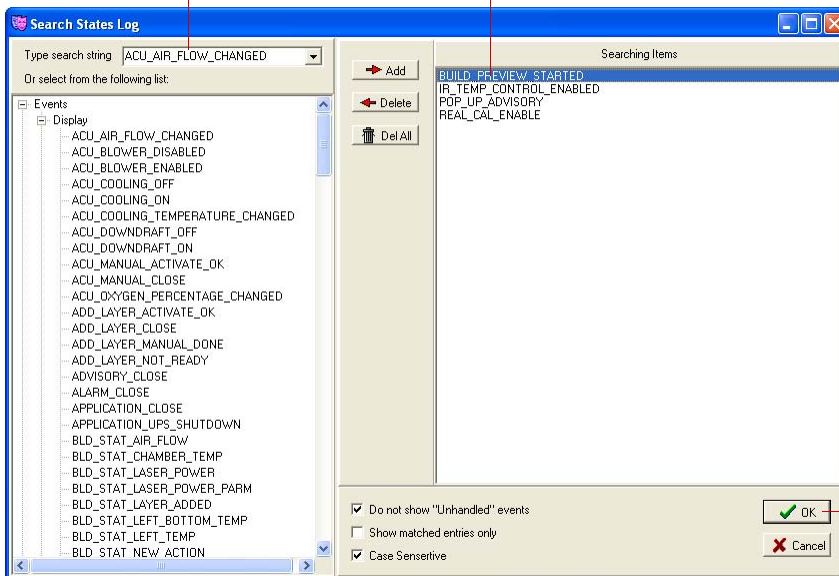 Search States Log
Type search string ACU_AIR_FLOW_CHANGED
Or select from the following list:
Events
Display
ACU_AIR_FLOW_CHANGED
ACU_BLOWER_DISABLED
ACU_BLOWER_ENABLED
ACU_COOLING_OFF
ACU_COOLING_ON
ACU_COOLING_TEMPERATURE_CHANGED
ACU_DOWNDRAFT_OFF
ACU_DOWNDRAFT_ON
ACU_MANUAL_ACTIVATE_OK
ACU_MANUAL_CLOSE
ACU_OXYGEN_PERCENTAGE_CHANGED
ADD_LAYER_ACTIVATE_OK
ADD_LAYER_CLOSE
ADD_LAYER_MANUAL_DONE
ADD_LAYER_NOT_READY
ADVISORY_CLOSE
ALARM_CLOSE
APPLICATION_CLOSE
APPLICATION_UPS_SHUTDOWN
BLD_STAT_AIR_FLOW
BLD_STAT_CHAMBER_TEMP
BLD_STAT_LASER_POWER
BLD_STAT_LASER_POWER_PARM
BLD_STAT_LAYER_ADDED
BLD_STAT_LEFT_BOTTOM_TEMP
BLD_STAT_LEFT_TEMP
BLD_STAT_NEW_ACTION
Add
Delete
Del All
Searching Items
BUILD_PREVIEW_STARTED
IR_TEMP_CONTROL_ENABLED
POP_UP_ADVISORY
REAL_CAL_ENABLE
Do not show "Unhandled" events
Show matched entries only
Case Sensertive
OK
Cancel